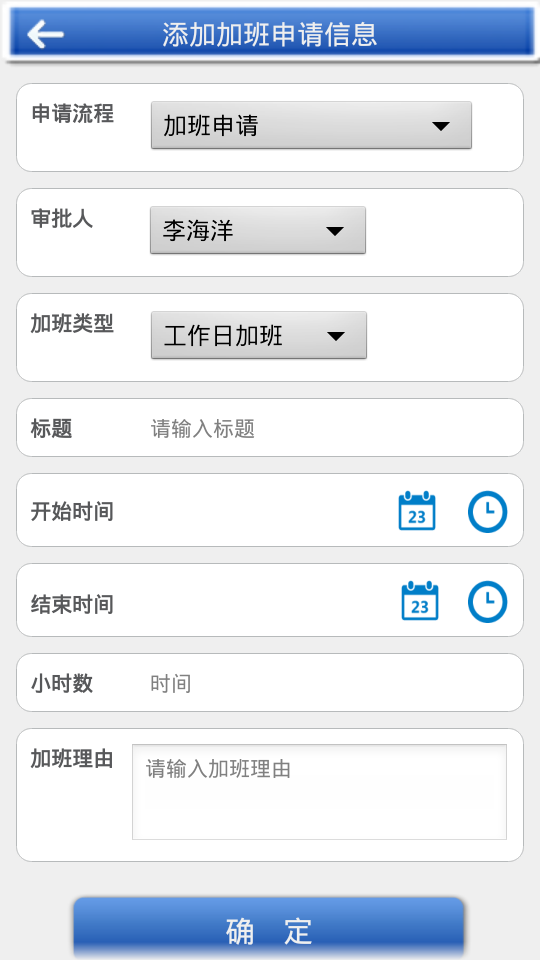 添加加班申请信息
申请流程 加班申请
审批人 李海洋
加班类型 工作日加班
标题 请输入标题
开始时间 23
结束时间 23
小时数 时间
加班理由 请输入加班理由
确 定